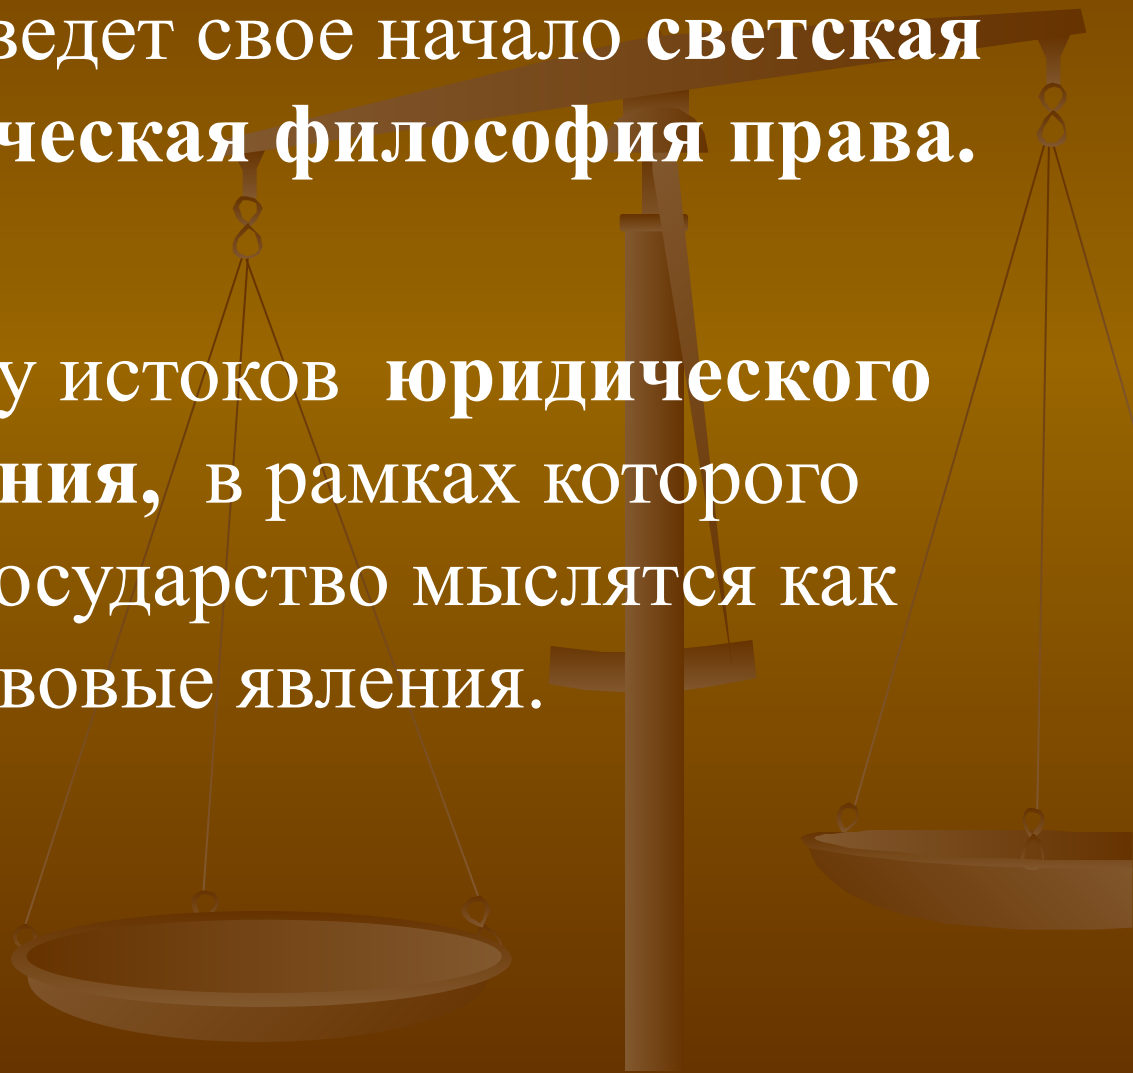 ведет свое начало светская
ческая философия права.
у истоков юридического
ния, в рамках которого
осударство мыслятся как
вовые явления.